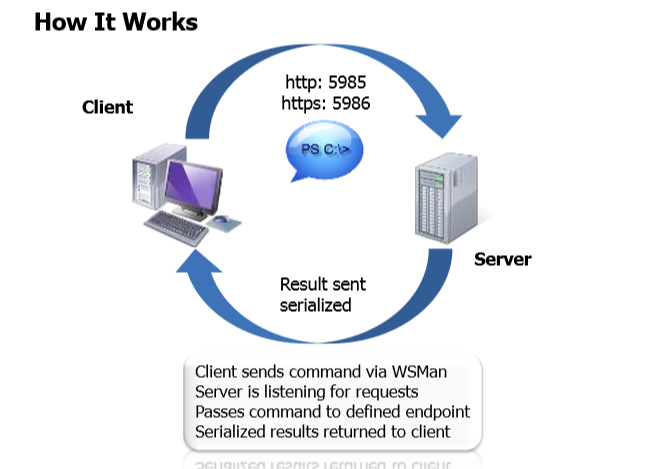 How It Works
http: 5985
https: 5986
Client
PS C:\>
Server
Result sent
serialized
Client sends command via WSMan
Server is listening for requests
Passes command to defined endpoint
Serialized results returned to client